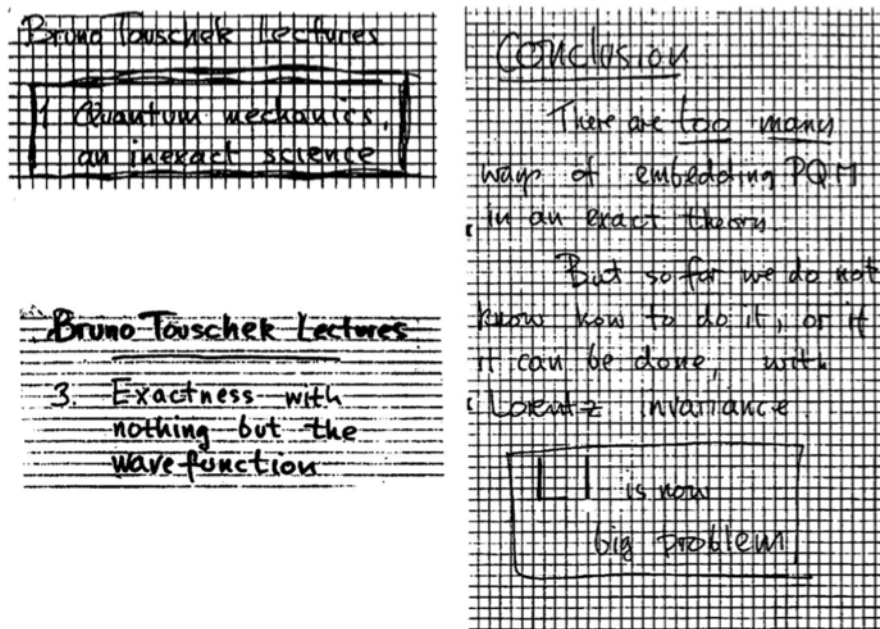 Bruno Touschek Lectures
1 Quantum mechanics,
an inexact science
Bruno Touschek Lectures
3. Exactness with
nothing but the
wavefunction
Conclusion
There are too many
ways of embedding PQM
in an exact theory.
But so far we do not
know how to do it, or if
it can be done, with
Lorentz invariance
LI is now
big problem